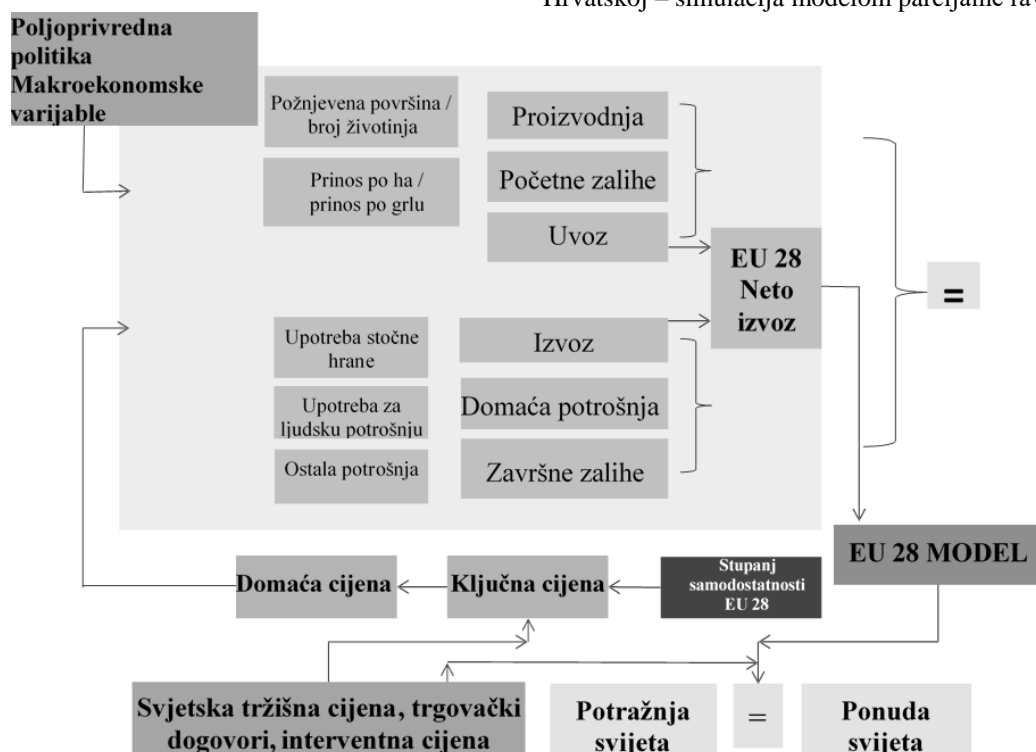 Hrvatskoj – simulacija modelom parcijalne
Poljoprivredna
politika
Makroekonomske
varijable
Požnjevena površina /
broj životinja
Prinos po ha /
prinos po grlu
Proizvodnja
Početne zalihe
Uvoz
EU 28
Neto
izvoz
=
Upotreba stočne
hrane
Upotreba za
ljudsku potrošnju
Ostala potrošnja
Izvoz
Domaća potrošnja
Završne zalihe
EU 28 MODEL
Domaća cijena
Ključna cijena
Stupanj
samodostatnosti
EU 28
Svjetska tržišna cijena, trgovački
dogovori, interventna cijena
Potražnja
svijeta
=
Ponuda
svijeta